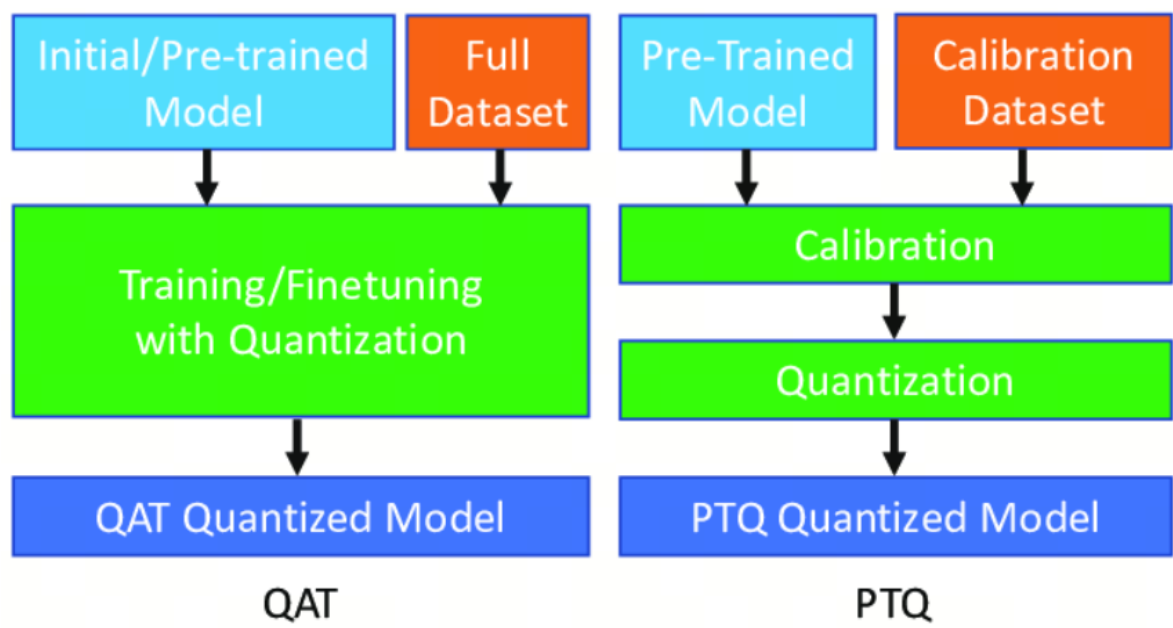 Initial/Pre-trained
Model
Full
Dataset
Training/Finetuning
with Quantization
QAT Quantized Model
QAT
Pre-Trained
Model
Calibration
Dataset
Calibration
Quantization
PTQ Quantized Model
PTQ